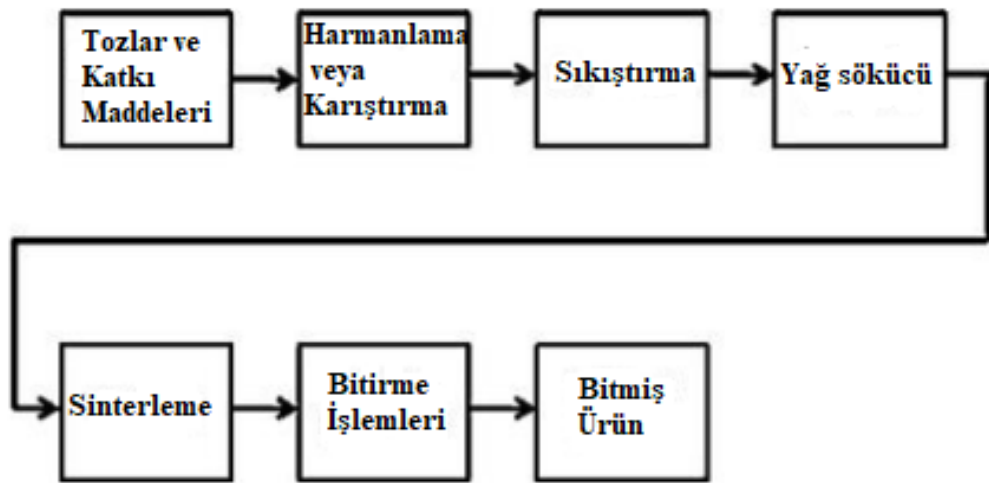 Tozlar ve
Katkı
Maddeleri
Harmanlama
veya
Karıştırma
Sıkıştırma
Yağ sökücü
Sinterleme
Bitirme
İşlemleri
Bitmiş
Ürün